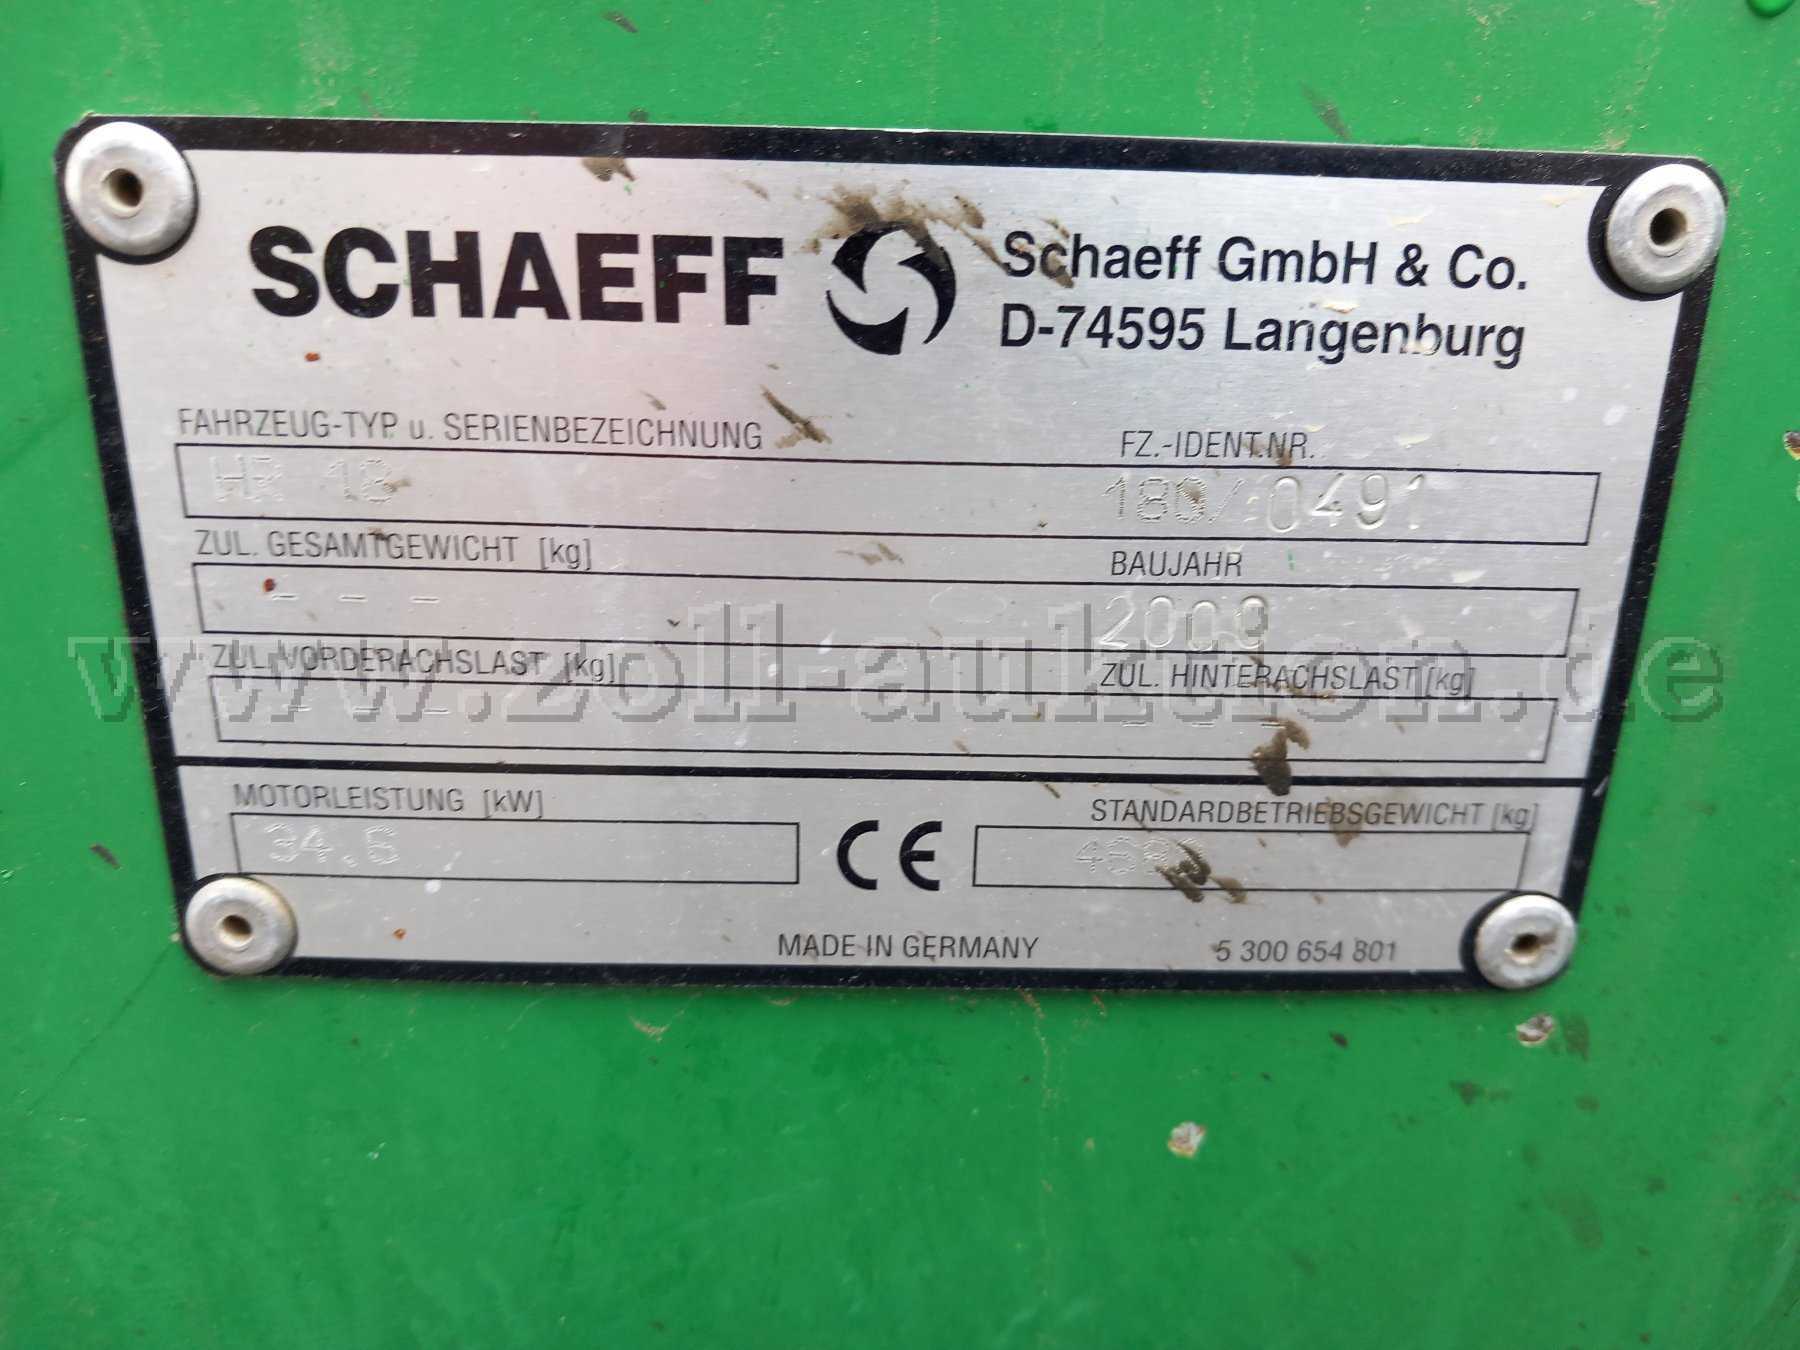 SCHAEFF
Schaeff GmbH & Co.
D-74595 Langenburg
FAHRZEUG-TYP u. SERIENBEZEICHNUNG
FZ.-IDENT.NR.
HR 18
180/0491
ZUL. GESAMTGEWICHT [kg]
BAUJAHR
- - -
www.zoll-auktion.de
ZUL. VORDERACHSLAST [kg]
ZUL. HINTERACHSLAST [kg]
- - -
- - -
MOTORLEISTUNG [kW]
STANDARDBETRIEBSGEWICHT [kg]
34.6
CE
MADE IN GERMANY
5 300 654 801